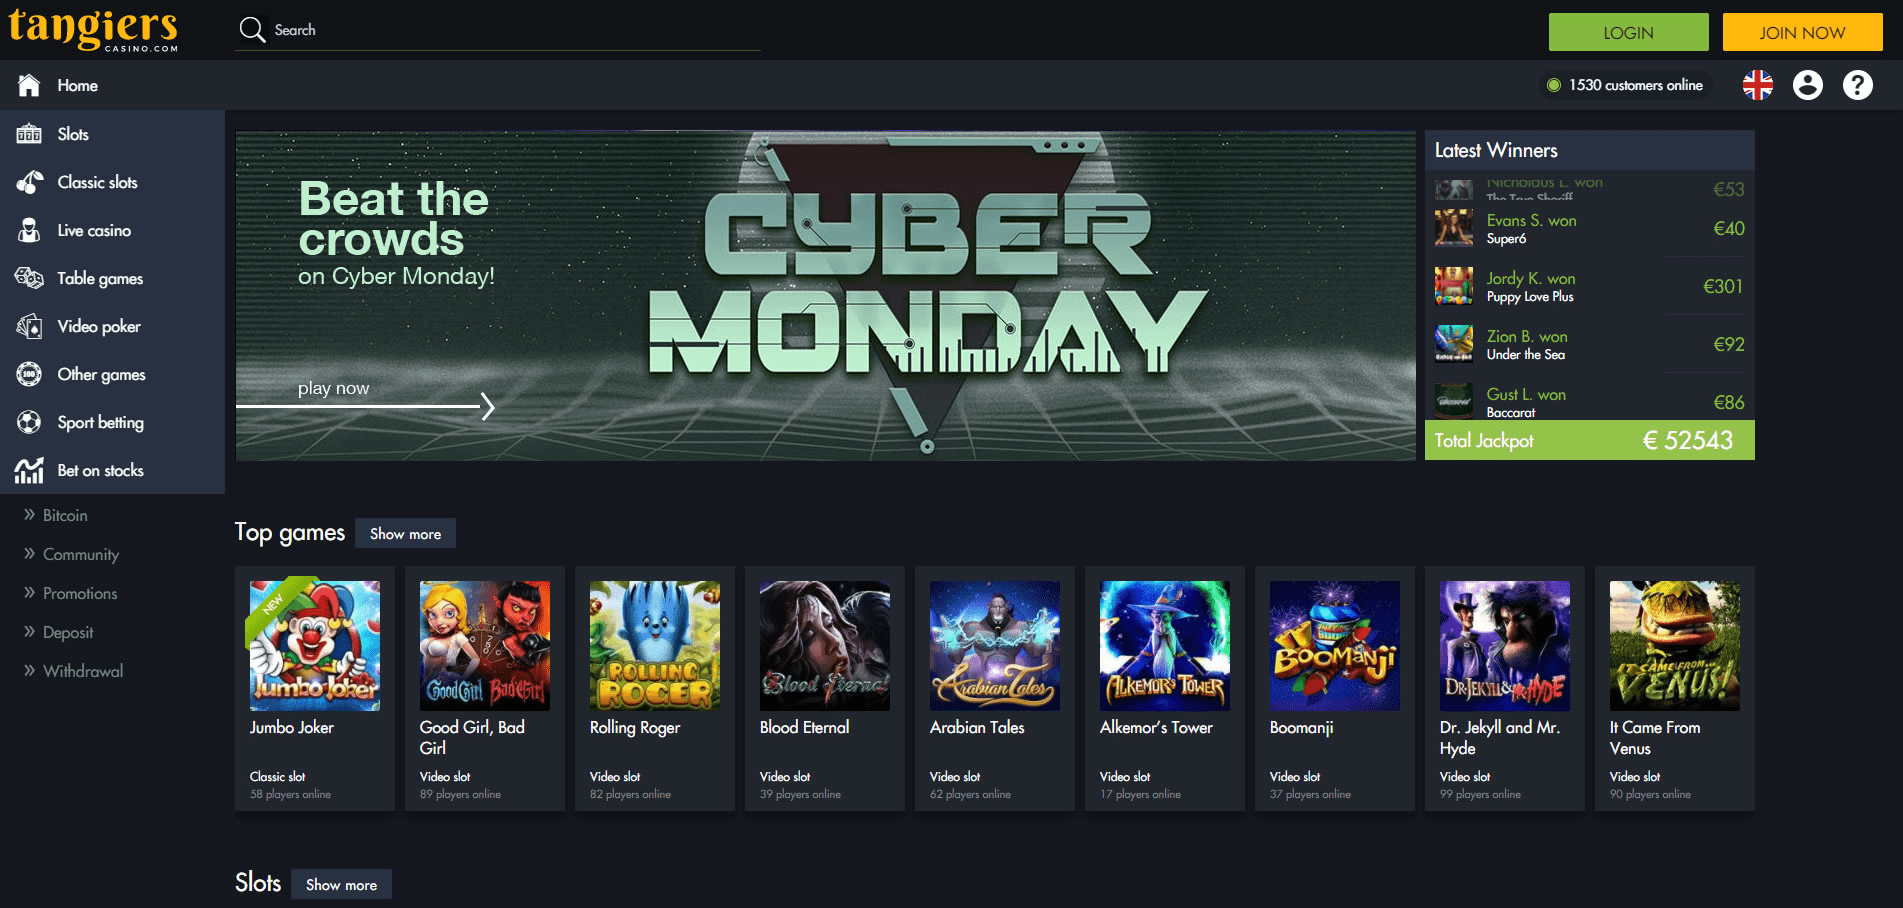 tangiers
CASINO.COM
Search
LOGIN
JOIN NOW
Home
1530 customers online
?
Slots
Classic slots
Live casino
Table games
Video poker
Other games
Sport betting
Bet on stocks
» Bitcoin
» Community
» Promotions
» Deposit
» Withdrawal
Beat the
crowds
on Cyber Monday!
play now
CYBER
MONDAY
Latest Winners
Nicholaus L. won €53
The True Sheriff
Evans S. won €40
Super6
Jordy K. won €301
Puppy Love Plus
Zion B. won €92
Under the Sea
Gust L. won €86
Baccarat
Total Jackpot € 52543
Top games
Show more
NEW
Jumbo Joker
Jumbo Joker
Classic slot
58 players online
Good Girl Bad Girl
Good Girl, Bad
Girl
Video slot
89 players online
ROLLING
ROGER
Rolling Roger
Video slot
82 players online
Blood Eternal
Blood Eternal
Video slot
39 players online
Arabian Tales
Arabian Tales
Video slot
62 players online
ALKEMOR'S TOWER
Alkemor's Tower
Video slot
17 players online
BOOMANJI
Boomanji
Video slot
37 players online
DR. JEKYLL & MR. HYDE
Dr. Jekyll and Mr.
Hyde
Video slot
99 players online
IT CAME FROM...
VENUS!
It Came From
Venus
Video slot
90 players online
Slots
Show more